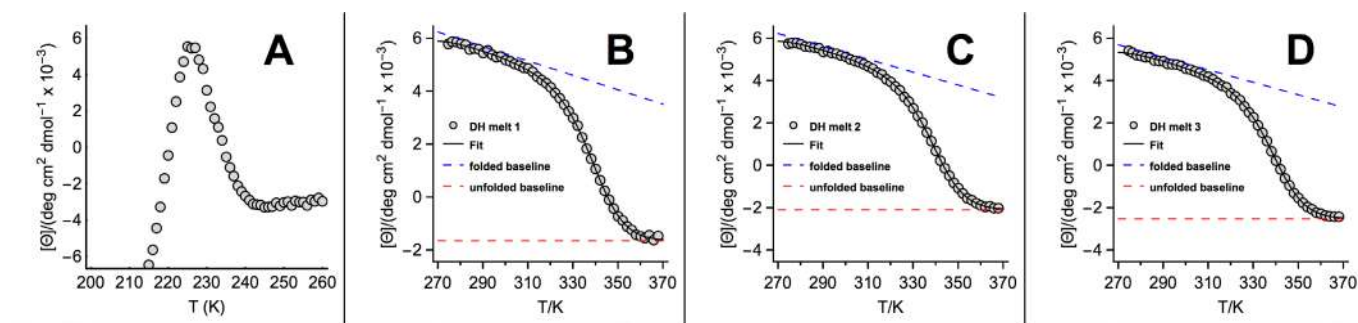 A
[Θ]/(deg cm² dmol⁻¹ x 10⁻³)
6
4
2
0
−2
−4
−6
200 210 220 230 240 250 260
T (K)
B
[Θ]/(deg cm² dmol⁻¹ x 10⁻³)
6
4
2
0
−2
DH melt 1
Fit
folded baseline
unfolded baseline
270 290 310 330 350 370
T/K
C
[Θ]/(deg cm² dmol⁻¹ x 10⁻³)
6
4
2
0
−2
−4
DH melt 2
Fit
folded baseline
unfolded baseline
270 290 310 330 350 370
T/K
D
[Θ]/(deg cm² dmol⁻¹ x 10⁻³)
6
4
2
0
−2
−4
DH melt 3
Fit
folded baseline
unfolded baseline
270 290 310 330 350 370
T/K